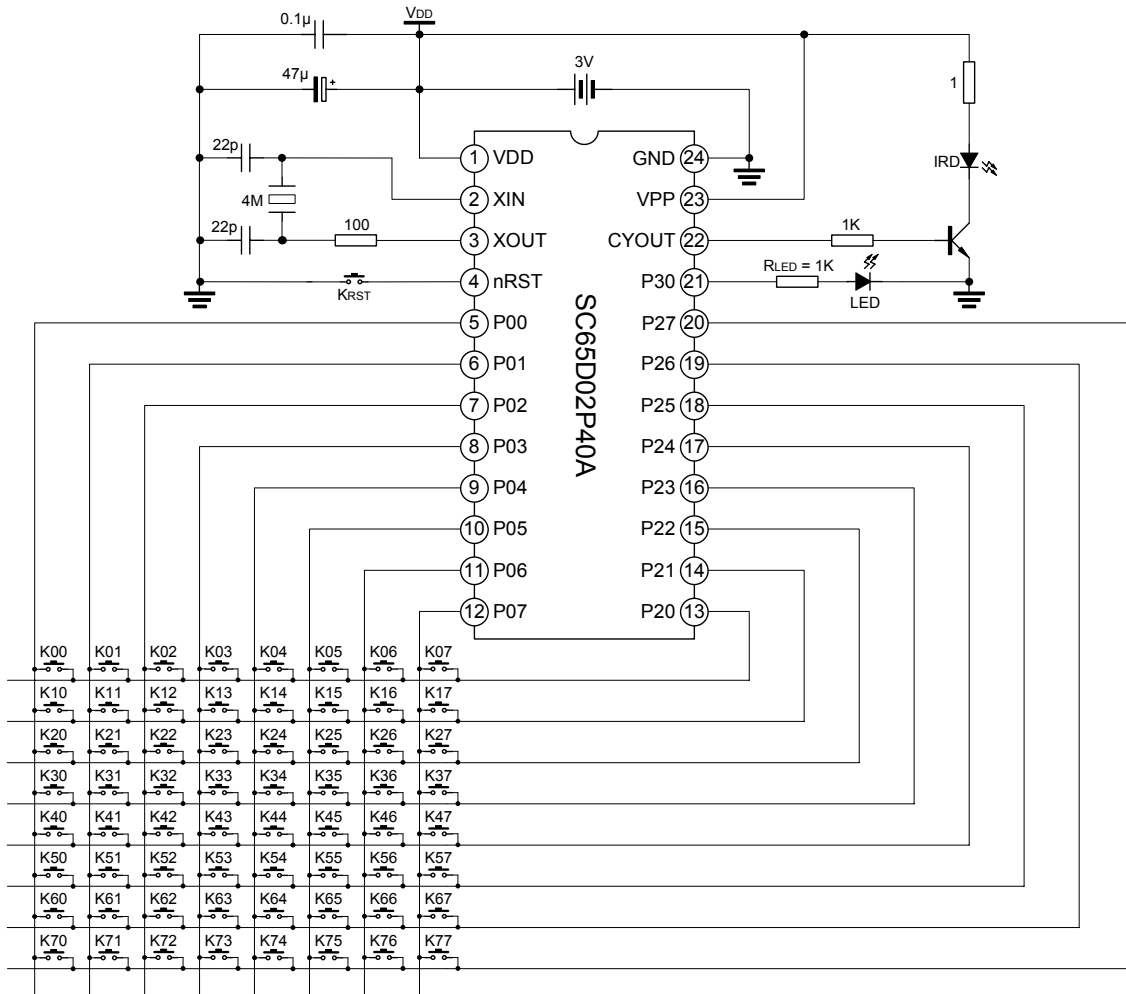 0.1μ
VDD
47μ
+
3V
1
22p
1 VDD
GND 24
IRD
4M
2 XIN
VPP 23
22p
100
3 XOUT
CYOUT 22
1K
KRST
4 nRST
P30 21
RLED = 1K
LED
SC65D02P40A
5 P00
P27 20
6 P01
P26 19
7 P02
P25 18
8 P03
P24 17
9 P04
P23 16
10 P05
P22 15
11 P06
P21 14
12 P07
P20 13
K00 K01 K02 K03 K04 K05 K06 K07
K10 K11 K12 K13 K14 K15 K16 K17
K20 K21 K22 K23 K24 K25 K26 K27
K30 K31 K32 K33 K34 K35 K36 K37
K40 K41 K42 K43 K44 K45 K46 K47
K50 K51 K52 K53 K54 K55 K56 K57
K60 K61 K62 K63 K64 K65 K66 K67
K70 K71 K72 K73 K74 K75 K76 K77